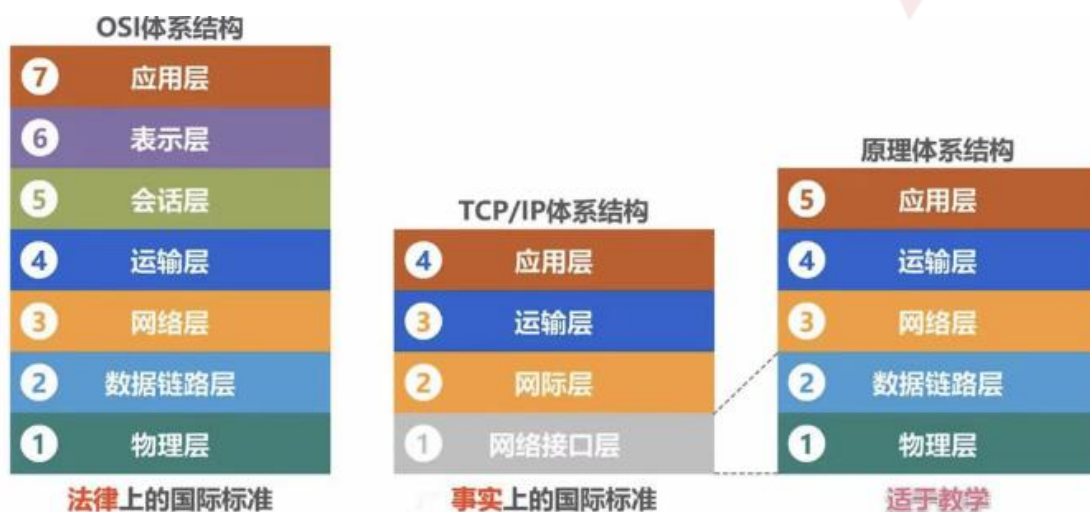 OSI体系结构
7 应用层
6 表示层
5 会话层
4 运输层
3 网络层
2 数据链路层
1 物理层
法律上的国际标准
TCP/IP体系结构
4 应用层
3 运输层
2 网际层
1 网络接口层
事实上的国际标准
原理体系结构
5 应用层
4 运输层
3 网络层
2 数据链路层
1 物理层
适于教学